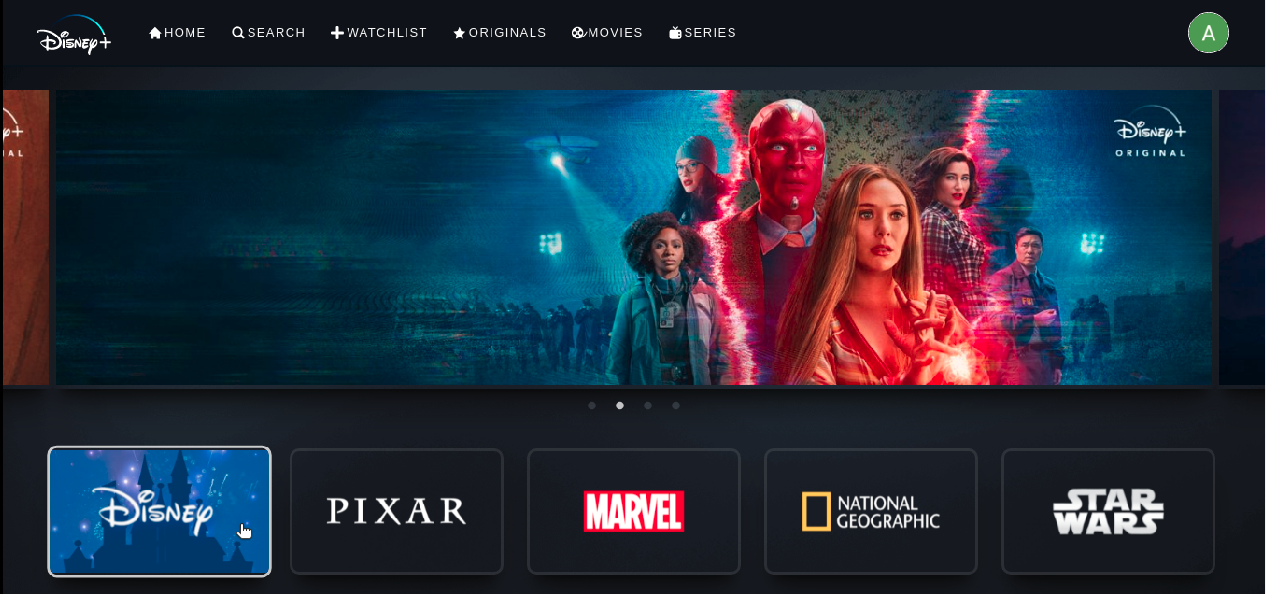 Disney+
HOME
SEARCH
WATCHLIST
ORIGINALS
MOVIES
SERIES
A
Disney+
ORIGINAL
Disney
PIXAR
MARVEL
NATIONAL
GEOGRAPHIC
STAR
WARS